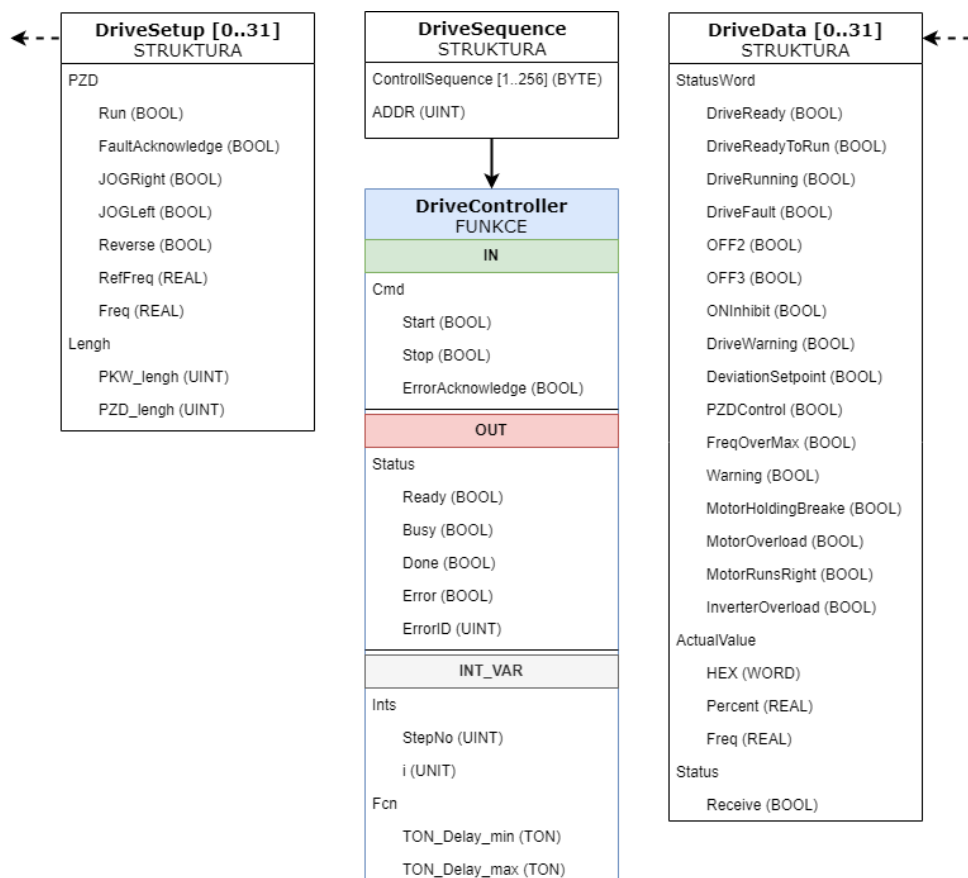 DriveSetup [0..31]
STRUKTURA
PZD
Run (BOOL)
FaultAcknowledge (BOOL)
JOGRight (BOOL)
JOGLeft (BOOL)
Reverse (BOOL)
RefFreq (REAL)
Freq (REAL)
Lengh
PKW_lengh (UINT)
PZD_lengh (UINT)
DriveSequence
STRUKTURA
ControllSequence [1..256] (BYTE)
ADDR (UINT)
DriveController
FUNKCE
IN
Cmd
Start (BOOL)
Stop (BOOL)
ErrorAcknowledge (BOOL)
OUT
Status
Ready (BOOL)
Busy (BOOL)
Done (BOOL)
Error (BOOL)
ErrorID (UINT)
INT_VAR
Ints
StepNo (UINT)
i (UNIT)
Fcn
TON_Delay_min (TON)
TON_Delay_max (TON)
DriveData [0..31]
STRUKTURA
StatusWord
DriveReady (BOOL)
DriveReadyToRun (BOOL)
DriveRunning (BOOL)
DriveFault (BOOL)
OFF2 (BOOL)
OFF3 (BOOL)
ONInhibit (BOOL)
DriveWarning (BOOL)
DeviationSetpoint (BOOL)
PZDControl (BOOL)
FreqOverMax (BOOL)
Warning (BOOL)
MotorHoldingBreake (BOOL)
MotorOverload (BOOL)
MotorRunsRight (BOOL)
InverterOverload (BOOL)
ActualValue
HEX (WORD)
Percent (REAL)
Freq (REAL)
Status
Receive (BOOL)